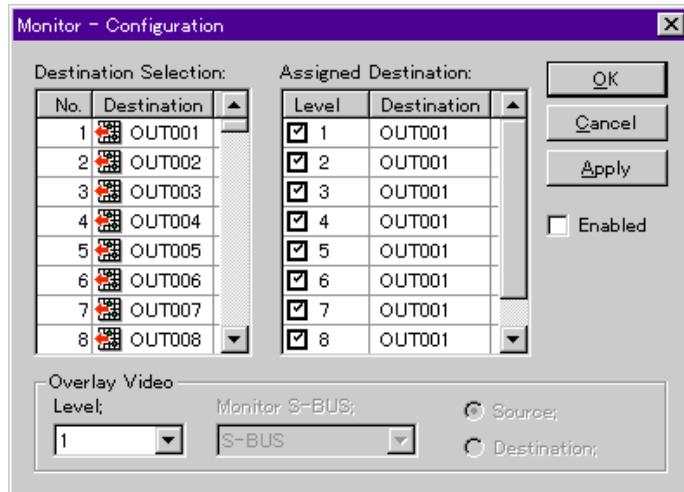 Monitor - Configuration
Destination Selection:
No. Destination
1 OUT001
2 OUT002
3 OUT003
4 OUT004
5 OUT005
6 OUT006
7 OUT007
8 OUT008
Assigned Destination:
Level Destination
1 OUT001
2 OUT001
3 OUT001
4 OUT001
5 OUT001
6 OUT001
7 OUT001
8 OUT001
OK
Cancel
Apply
Enabled
Overlay Video
Level; Monitor S-BUS;
1 S-BUS
Source;
Destination;